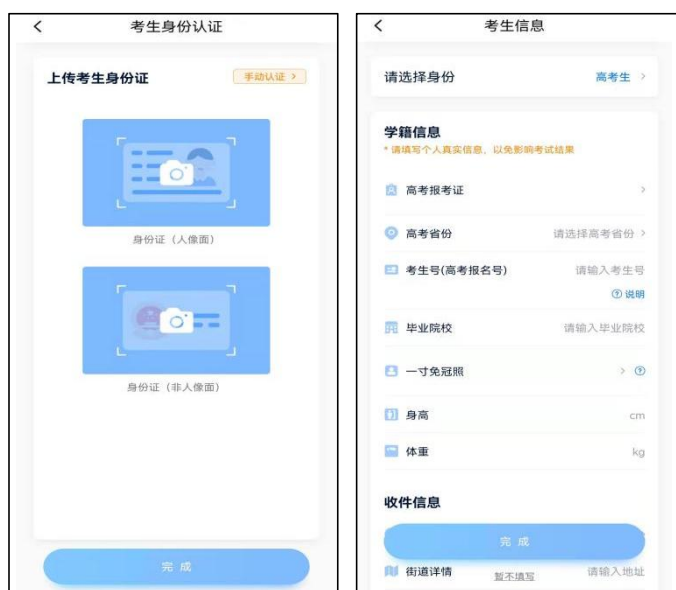 考生身份认证
上传考生身份证
手动认证 >
身份证（人像面）
身份证（非人像面）
完成
考生信息
请选择身份
高考生 >
学籍信息
* 请填写个人真实信息，以免影响考试结果
高考报考证 >
高考省份
请选择高考省份 >
考生号(高考报名号)
请输入考生号
? 说明
毕业院校
请输入毕业院校
一寸免冠照 > ?
身高
cm
体重
kg
收件信息
完成
街道详情
请输入地址
暂不填写